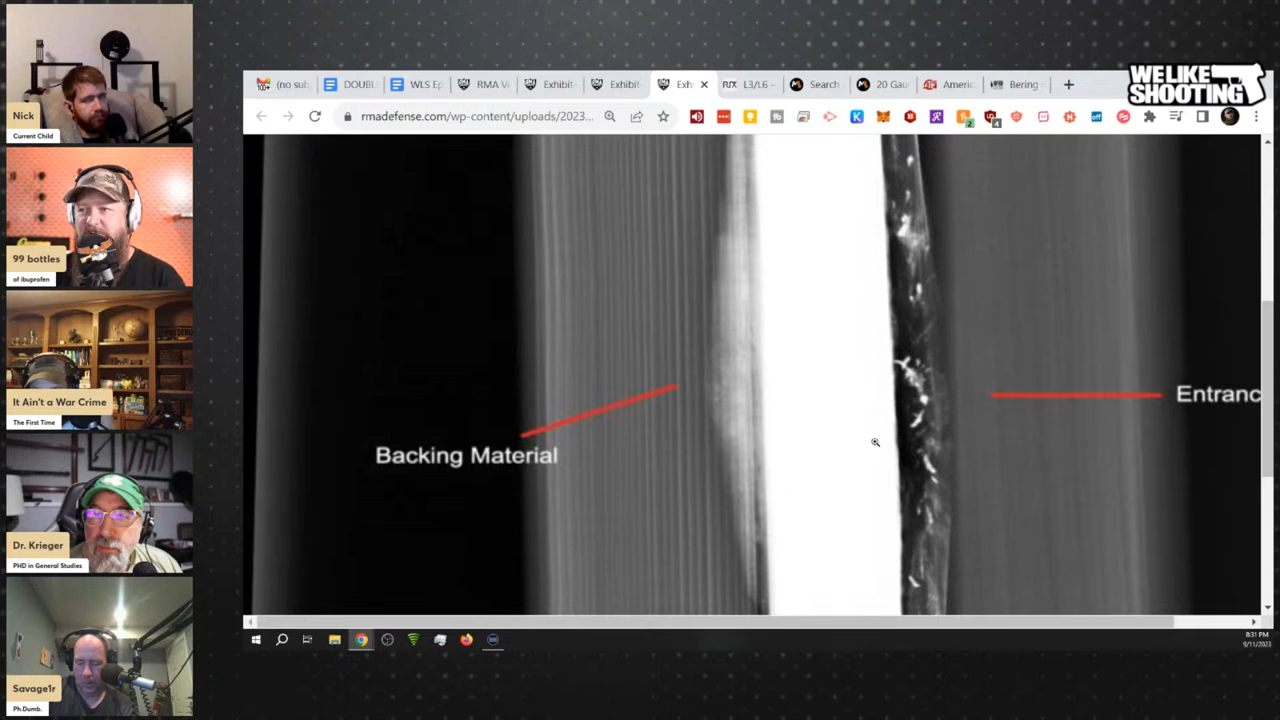 Nick
Current Child
99 bottles
of ibuprofen
It Ain't a War Crime
The First Time
Dr. Krieger
PHD in General Studies
Savage1r
Ph.Dumb.
WE LIKE
SHOOTING
(no sub
DOUBL
WLS Ep
RMA V
Exhibit
Exhibit
Exh
L3/L6 -
Search
20 Gau
Americ
Bering
rmadefense.com/wp-content/uploads/2023...
Backing Material
Entranc
8:31 PM
9/11/2023